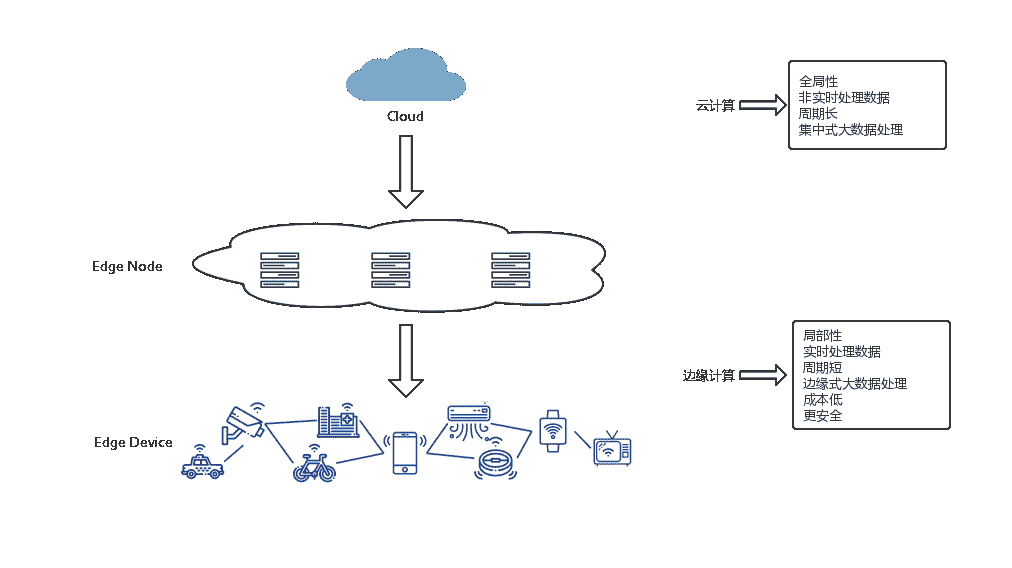 Cloud
云计算
全局性
非实时处理数据
周期长
集中式大数据处理
Edge Node
边缘计算
局部性
实时处理数据
周期短
边缘式大数据处理
成本低
更安全
Edge Device